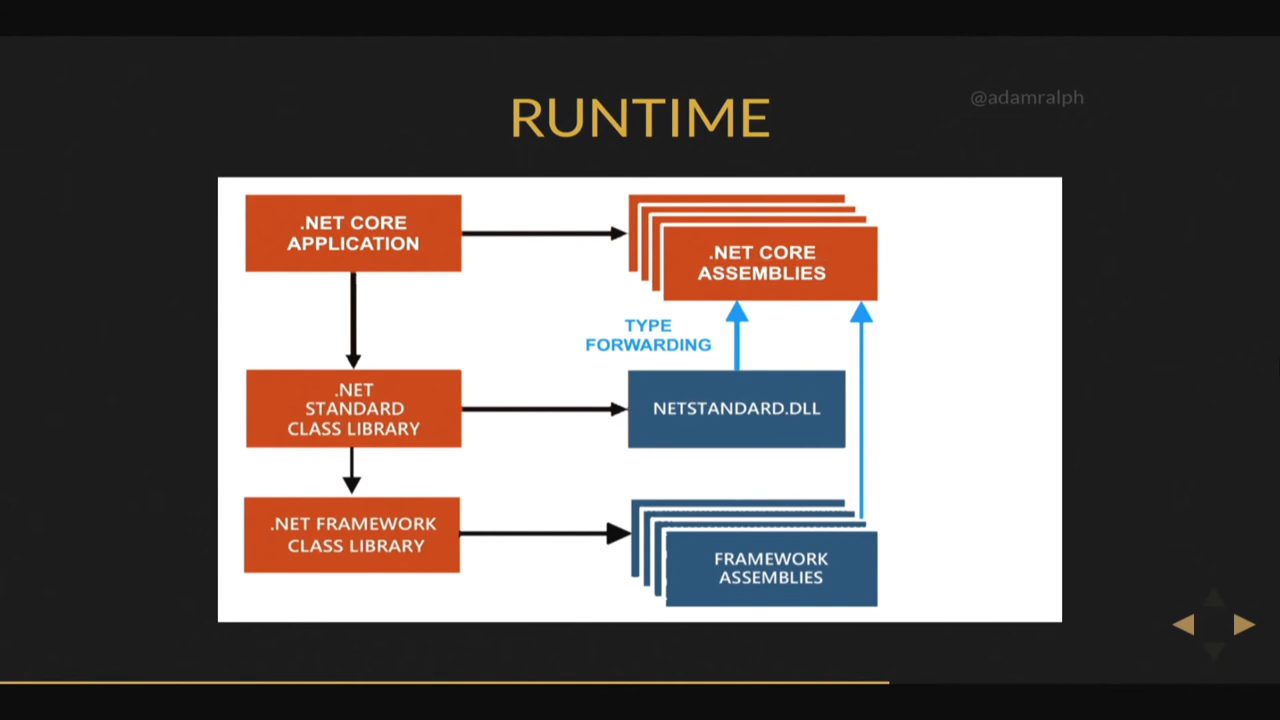 RUNTIME
@adamralph
.NET CORE
APPLICATION
.NET CORE
ASSEMBLIES
TYPE
FORWARDING
.NET
STANDARD
CLASS LIBRARY
NETSTANDARD.DLL
.NET FRAMEWORK
CLASS LIBRARY
FRAMEWORK
ASSEMBLIES